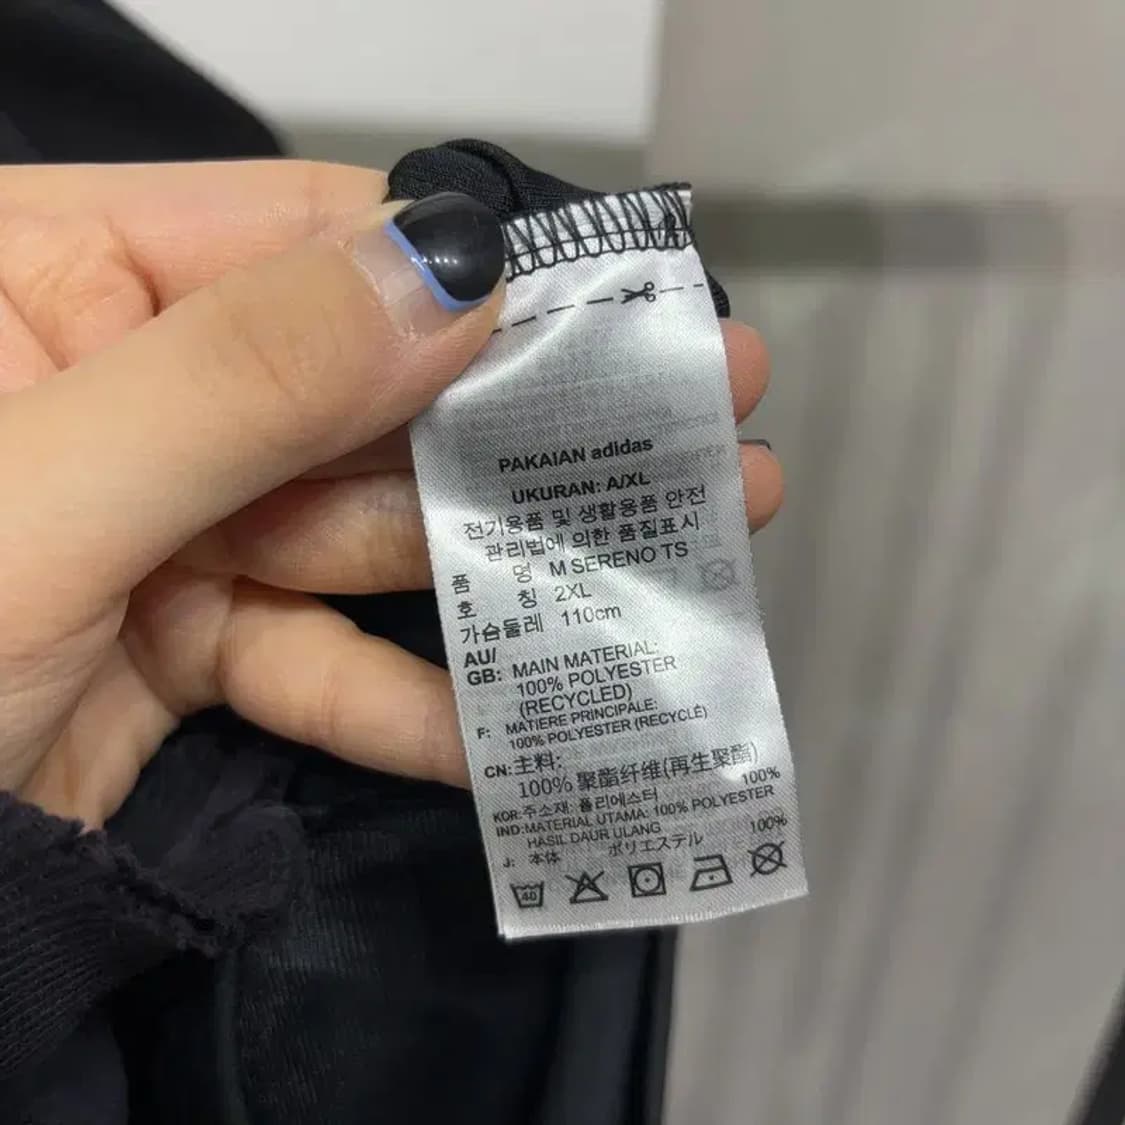 PAKAIAN adidas
UKURAN: A/XL
전기용품 및 생활용품 안전
관리법에 의한 품질표시
품 명 M SERENO TS
호 칭 2XL
가슴둘레 110cm
AU/
GB: MAIN MATERIAL:
100% POLYESTER
(RECYCLED)
F: MATIERE PRINCIPALE:
100% POLYESTER (RECYCLÉ)
CN: 主料:
100% 聚酯纤维(再生聚酯)
KOR: 주소재: 폴리에스터 100%
IND: MATERIAL UTAMA: 100% POLYESTER
HASIL DAUR ULANG
J: 本体 ポリエステル 100%
40